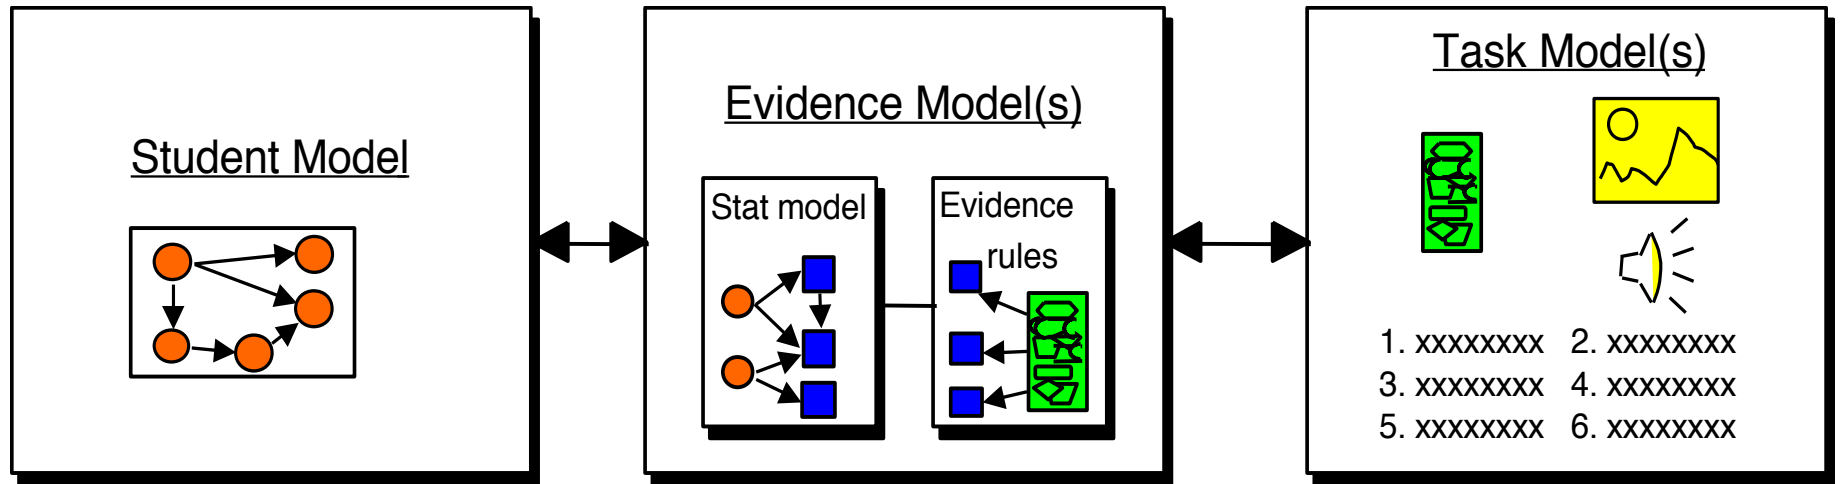 Student Model
Evidence Model(s)
Stat model
Evidence
rules
Task Model(s)
1. xxxxxxxx 2. xxxxxxxx
3. xxxxxxxx 4. xxxxxxxx
5. xxxxxxxx 6. xxxxxxxx